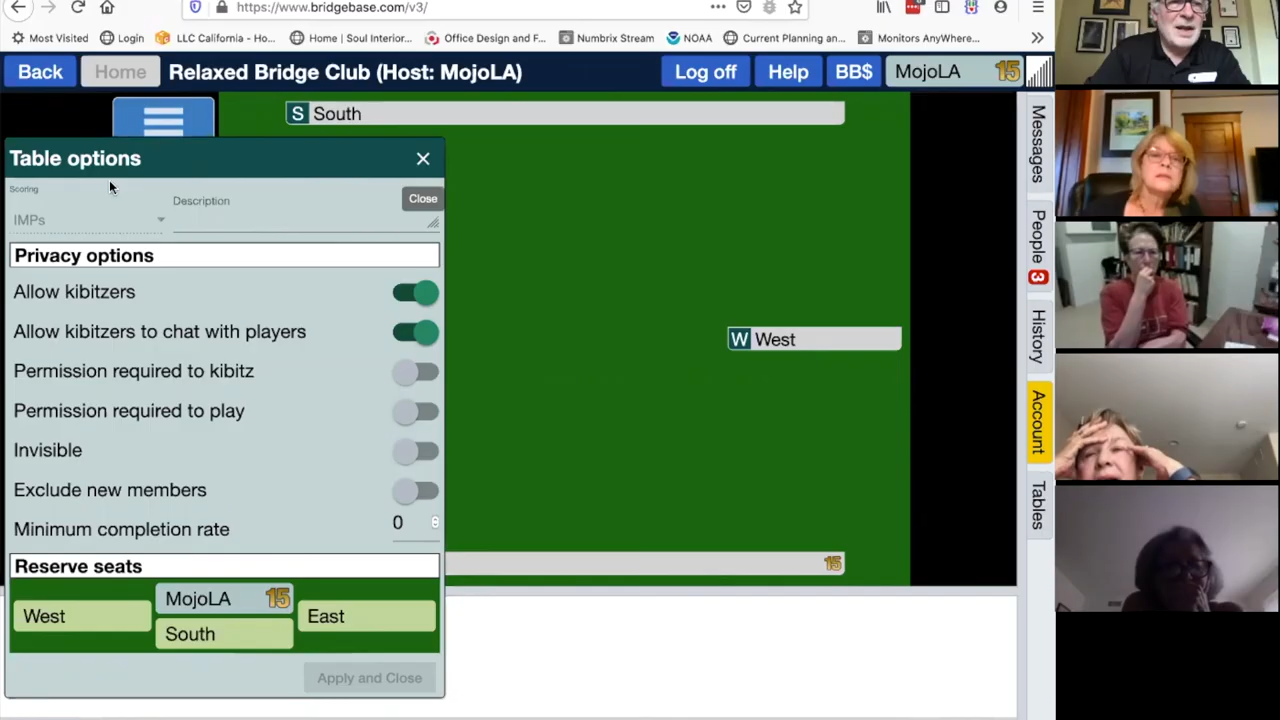 https://www.bridgebase.com/v3/
Most Visited Login LLC California - Ho... Home | Soul Interior... Office Design and F... Numbrix Stream NOAA Current Planning an... Monitors AnyWhere...
Back Home Relaxed Bridge Club (Host: MojoLA) Log off Help BB$ MojoLA 15
S South
Table options
Scoring
IMPs
Description
Close
Privacy options
Allow kibitzers
Allow kibitzers to chat with players
Permission required to kibitz
Permission required to play
Invisible
Exclude new members
Minimum completion rate 0
Reserve seats
MojoLA 15
West East
South
Apply and Close
W West
15
Messages
People 3
History
Account
Tables